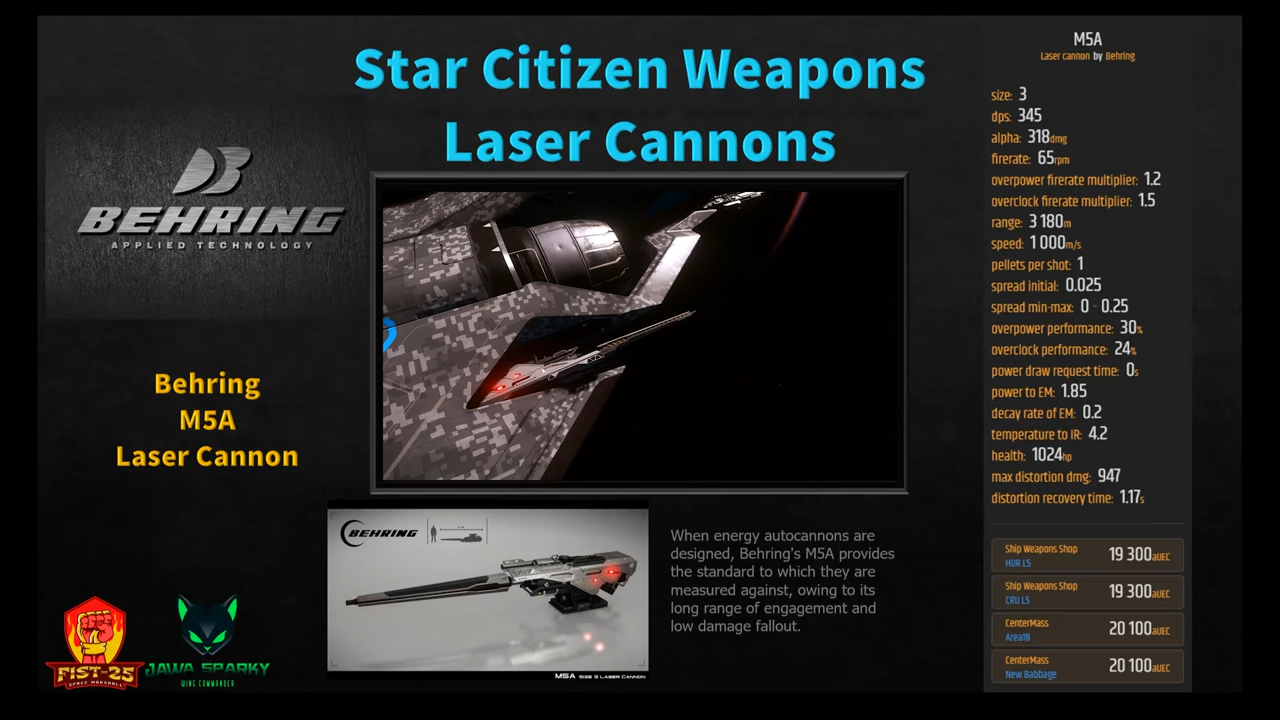 Star Citizen Weapons
Laser Cannons
BEHRING
APPLIED TECHNOLOGY
Behring
M5A
Laser Cannon
FIST-25
SPACE MARSHALL
JAWA SPARKY
WING COMMANDER
BEHRING
M5A SIZE 3 LASER CANNON
When energy autocannons are
designed, Behring's M5A provides
the standard to which they are
measured against, owing to its
long range of engagement and
low damage fallout.
M5A
Laser cannon by Behring
size: 3
dps: 345
alpha: 318dmg
firerate: 65rpm
overpower firerate multiplier: 1.2
overclock firerate multiplier: 1.5
range: 3 180m
speed: 1 000m/s
pellets per shot: 1
spread initial: 0.025
spread min-max: 0 - 0.25
overpower performance: 30%
overclock performance: 24%
power draw request time: 0s
power to EM: 1.85
decay rate of EM: 0.2
temperature to IR: 4.2
health: 1024hp
max distortion dmg: 947
distortion recovery time: 1.17s
Ship Weapons Shop 19 300aUEC
HUR L5
Ship Weapons Shop 19 300aUEC
CRU L5
CenterMass 20 100aUEC
Area18
CenterMass 20 100aUEC
New Babbage